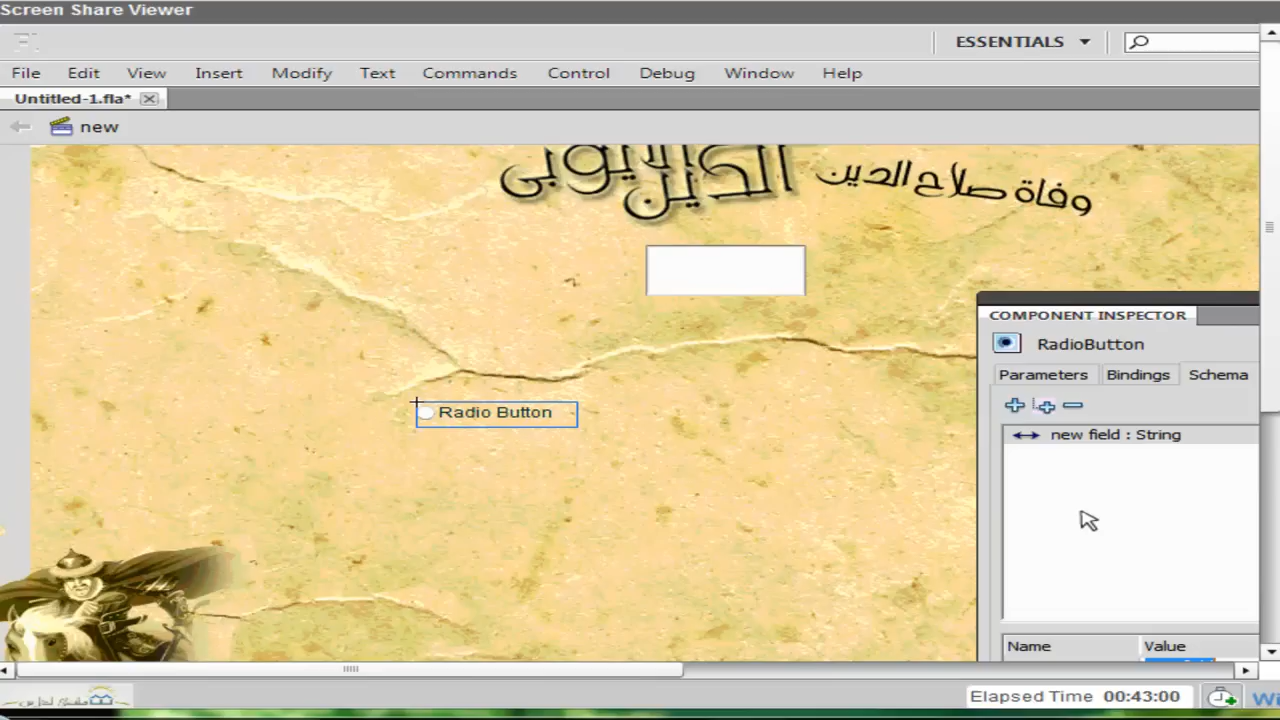 Screen Share Viewer
ESSENTIALS
File Edit View Insert Modify Text Commands Control Debug Window Help
Untitled-1.fla*
new
الدين الأيوبي
وفاة صلاح الدين
COMPONENT INSPECTOR
RadioButton
Parameters Bindings Schema
Radio Button
new field : String
Name Value
Elapsed Time 00:43:00